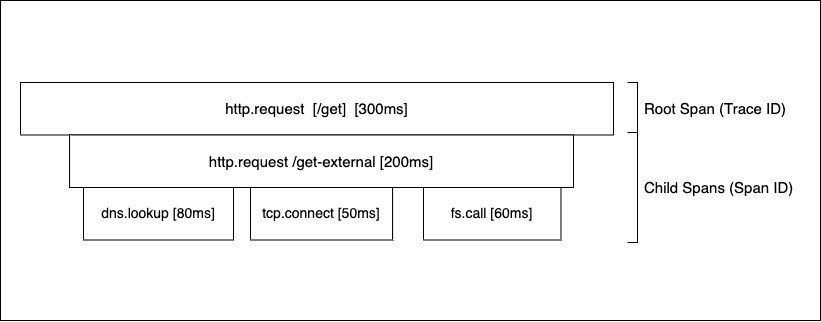 http.request  [/get]  [300ms]
Root Span (Trace ID)
http.request /get-external [200ms]
Child Spans (Span ID)
dns.lookup [80ms]
tcp.connect [50ms]
fs.call [60ms]